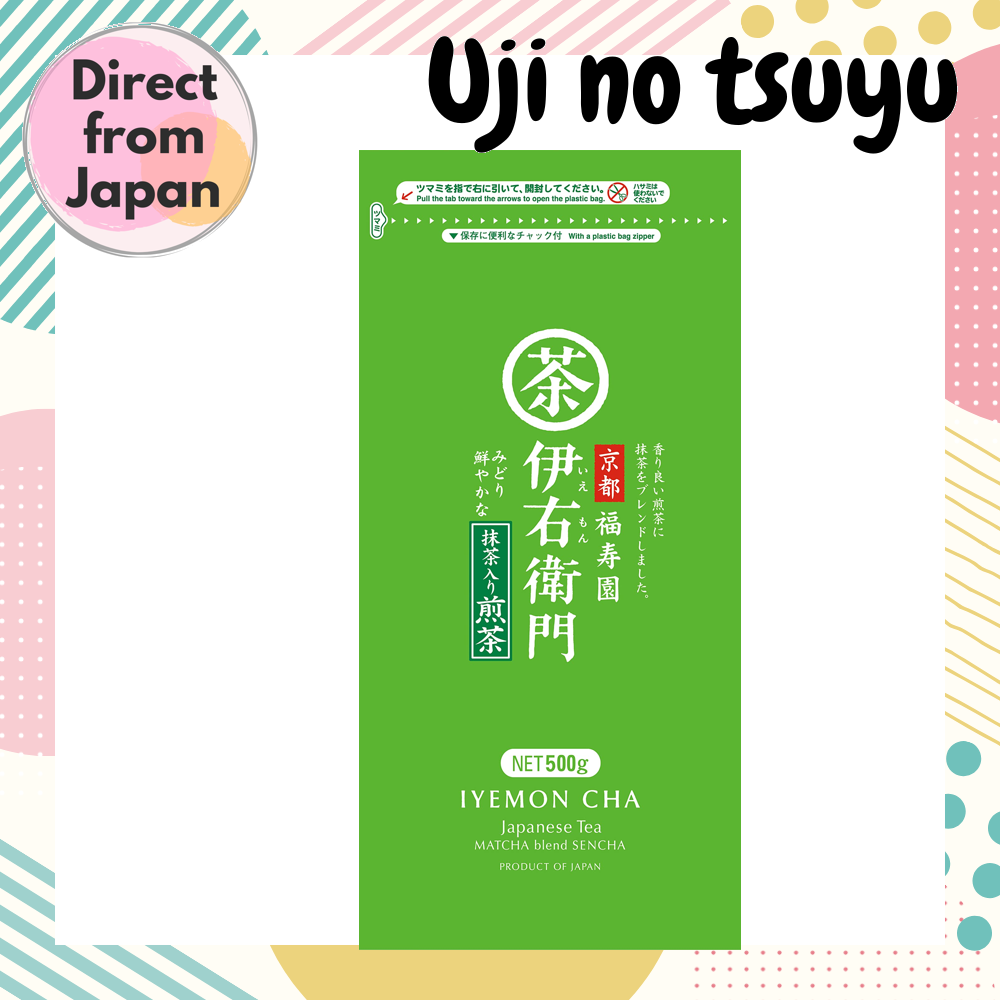 Direct
from
Japan
Uji no tsuyu
ツマミを指で右に引いて、開封してください。
Pull the tab toward the arrows to open the plastic bag.
ハサミは
使わないで
ください
ツマミ
▼保存に便利なチャック付 With a plastic bag zipper
茶
香り良い煎茶に
抹茶をブレンドしました。
京都 福寿園
伊右衛門
いえ もん
みどり
鮮やかな
抹茶入り煎茶
NET 500g
IYEMON CHA
Japanese Tea
MATCHA blend SENCHA
PRODUCT OF JAPAN